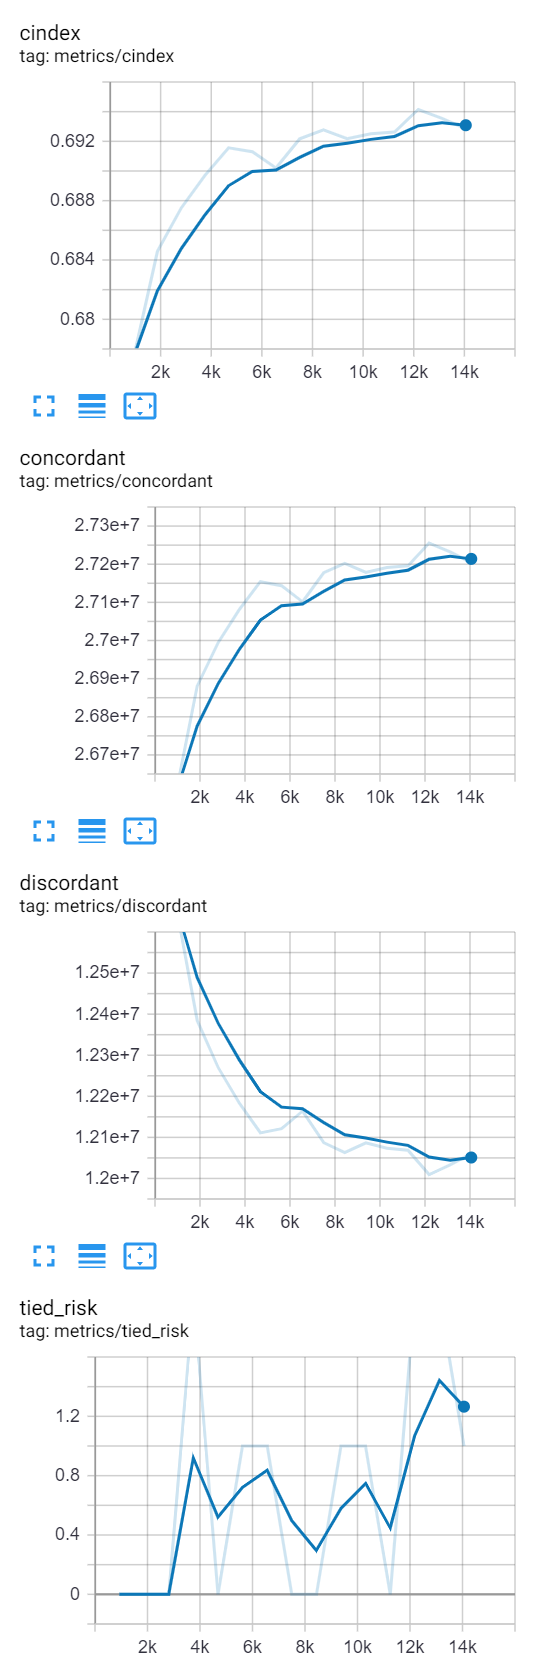 cindex
tag: metrics/cindex
0.692
0.688
0.684
0.68
2k 4k 6k 8k 10k 12k 14k
concordant
tag: metrics/concordant
2.73e+7
2.72e+7
2.71e+7
2.7e+7
2.69e+7
2.68e+7
2.67e+7
2k 4k 6k 8k 10k 12k 14k
discordant
tag: metrics/discordant
1.25e+7
1.24e+7
1.23e+7
1.22e+7
1.21e+7
1.2e+7
2k 4k 6k 8k 10k 12k 14k
tied_risk
tag: metrics/tied_risk
1.2
0.8
0.4
0
2k 4k 6k 8k 10k 12k 14k